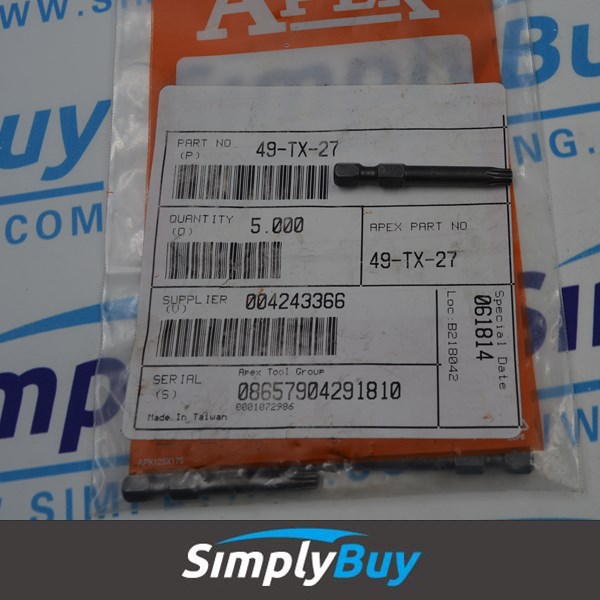 APEX
PART NO.
(P)
49-TX-27
QUANTITY
(Q)
5.000
APEX PART NO
49-TX-27
SUPPLIER
(V)
004243366
Special Date
061814
Loc:B218042
SERIAL
(S)
Apex Tool Group
08657904291810
0001072986
Made In Taiwan
SimplyBuy